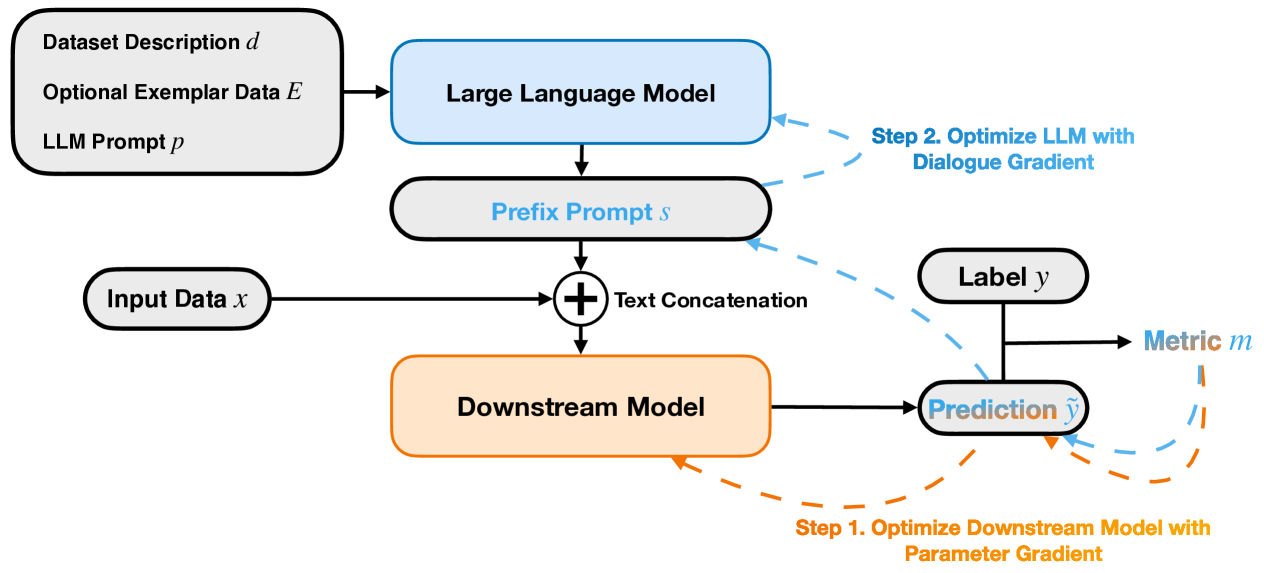 Dataset Description d
Optional Exemplar Data E
LLM Prompt p
Large Language Model
Step 2. Optimize LLM with
Dialogue Gradient
Prefix Prompt s
Input Data x
Text Concatenation
Label y
Metric m
Downstream Model
Prediction ỹ
Step 1. Optimize Downstream Model with
Parameter Gradient